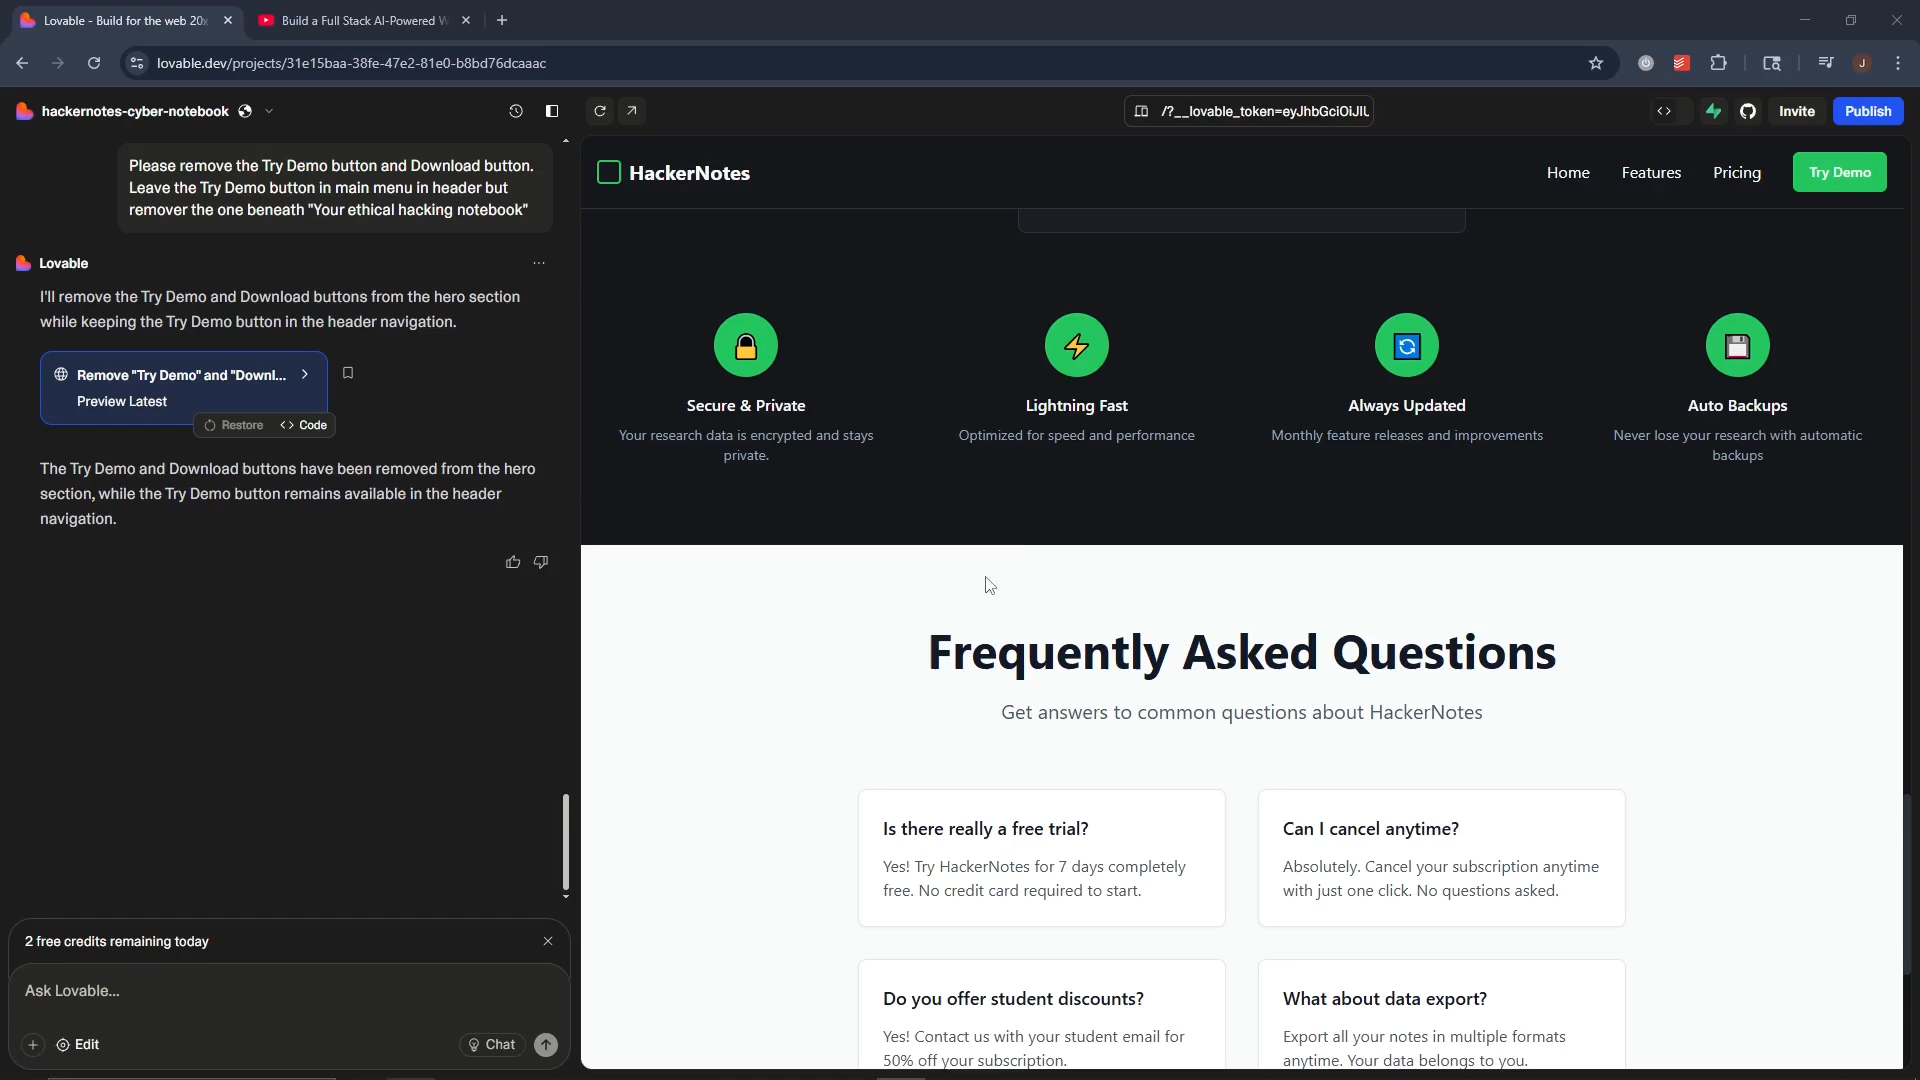 Lovable - Build for the web 20x
Build a Full Stack AI-Powered W
lovable.dev/projects/31e15baa-38fe-47e2-81e0-b8bd76dcaaac
J
hackernotes-cyber-notebook
/?__lovable_token=eyJhbGciOiJIU
Invite
Publish
Please remove the Try Demo button and Download button.
Leave the Try Demo button in main menu in header but
remover the one beneath "Your ethical hacking notebook"
Lovable
I'll remove the Try Demo and Download buttons from the hero section
while keeping the Try Demo button in the header navigation.
Remove "Try Demo" and "Downl...
Preview Latest
Restore
Code
The Try Demo and Download buttons have been removed from the hero
section, while the Try Demo button remains available in the header
navigation.
2 free credits remaining today
Ask Lovable...
Edit
Chat
HackerNotes
Home
Features
Pricing
Try Demo
Secure & Private
Your research data is encrypted and stays
private.
Lightning Fast
Optimized for speed and performance
Always Updated
Monthly feature releases and improvements
Auto Backups
Never lose your research with automatic
backups
Frequently Asked Questions
Get answers to common questions about HackerNotes
Is there really a free trial?
Yes! Try HackerNotes for 7 days completely
free. No credit card required to start.
Can I cancel anytime?
Absolutely. Cancel your subscription anytime
with just one click. No questions asked.
Do you offer student discounts?
Yes! Contact us with your student email for
50% off your subscription.
What about data export?
Export all your notes in multiple formats
anytime. Your data belongs to you.